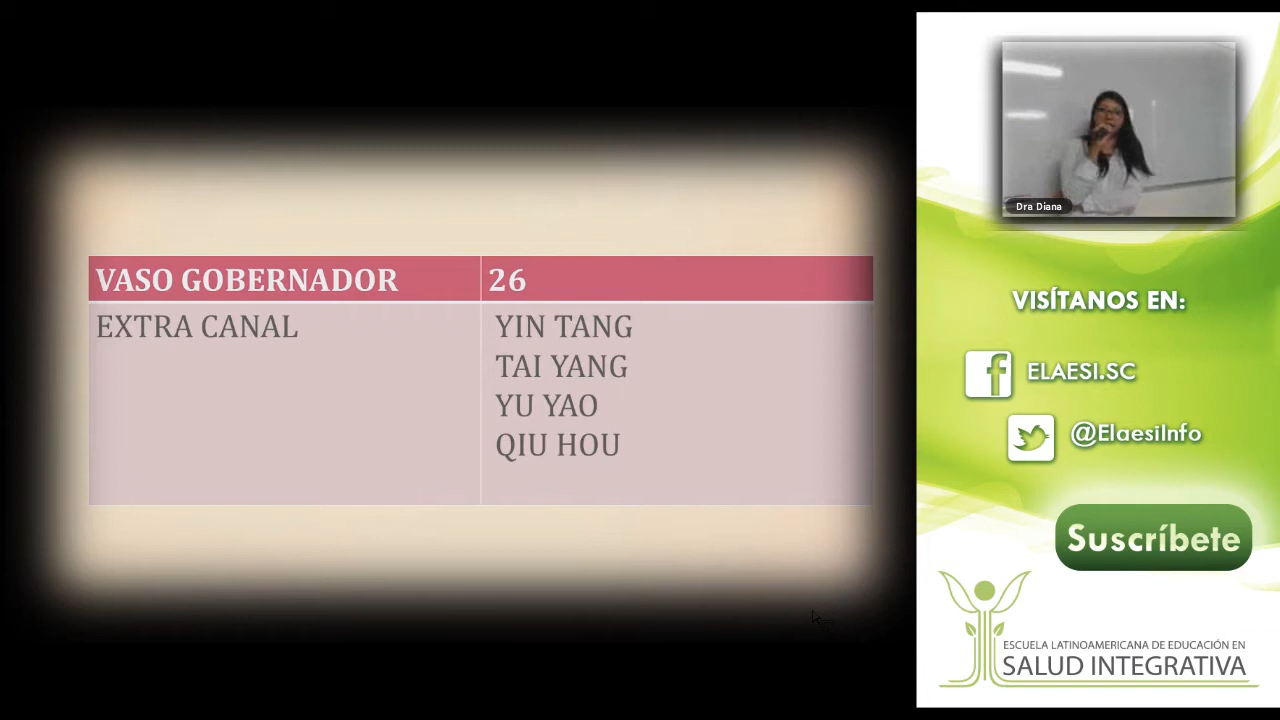 VASO GOBERNADOR 26
EXTRA CANAL YIN TANG
TAI YANG
YU YAO
QIU HOU
Dra Diana
VISÍTANOS EN:
f ELAESI.SC
@ElaesiInfo
Suscríbete
ESCUELA LATINOAMERICANA DE EDUCACIÓN EN
SALUD INTEGRATIVA